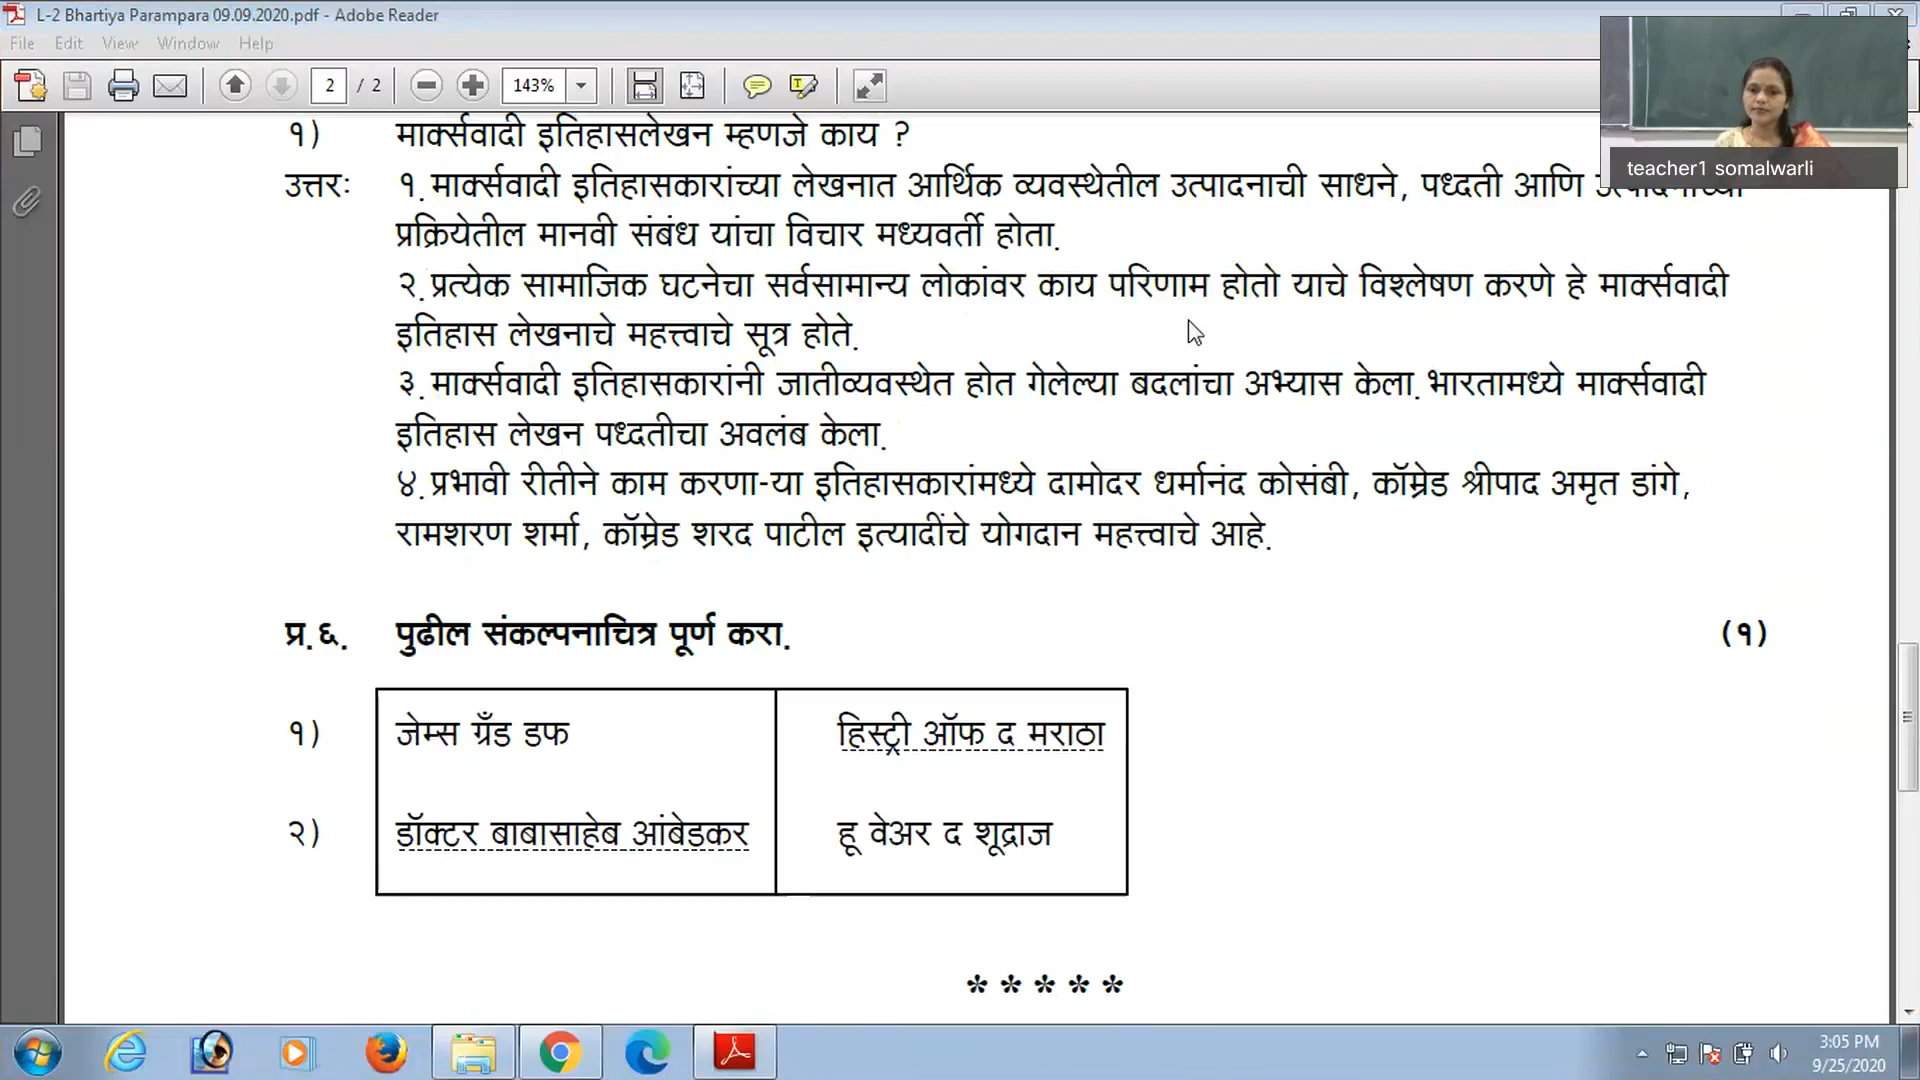 L-2 Bhartiya Parampara 09.09.2020.pdf - Adobe Reader
File Edit View Window Help
2 / 2 143%
teacher1 somalwarli
१) मार्क्सवादी इतिहासलेखन म्हणजे काय ?
उत्तरः १.मार्क्सवादी इतिहासकारांच्या लेखनात आर्थिक व्यवस्थेतील उत्पादनाची साधने, पध्दती आणि
प्रक्रियेतील मानवी संबंध यांचा विचार मध्यवर्ती होता.
२.प्रत्येक सामाजिक घटनेचा सर्वसामान्य लोकांवर काय परिणाम होतो याचे विश्लेषण करणे हे मार्क्सवादी
इतिहास लेखनाचे महत्त्वाचे सूत्र होते.
३.मार्क्सवादी इतिहासकारांनी जातीव्यवस्थेत होत गेलेल्या बदलांचा अभ्यास केला.भारतामध्ये मार्क्सवादी
इतिहास लेखन पध्दतीचा अवलंब केला.
४.प्रभावी रीतीने काम करणा-या इतिहासकारांमध्ये दामोदर धर्मानंद कोसंबी, कॉम्रेड श्रीपाद अमृत डांगे,
रामशरण शर्मा, कॉम्रेड शरद पाटील इत्यादींचे योगदान महत्त्वाचे आहे.
प्र.६. पुढील संकल्पनाचित्र पूर्ण करा. (१)
१) जेम्स ग्रँड डफ हिस्ट्री ऑफ द मराठा
२) डॉक्टर बाबासाहेब आंबेडकर हू वेअर द शूद्राज
* * * * *
3:05 PM
9/25/2020